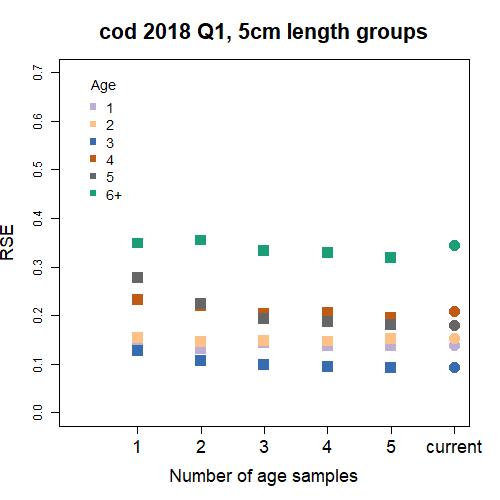 cod 2018 Q1, 5cm length groups
0.7
0.6
0.5
0.4
0.3
0.2
0.1
0.0
RSE
Age
1
2
3
4
5
6+
1 2 3 4 5 current
Number of age samples